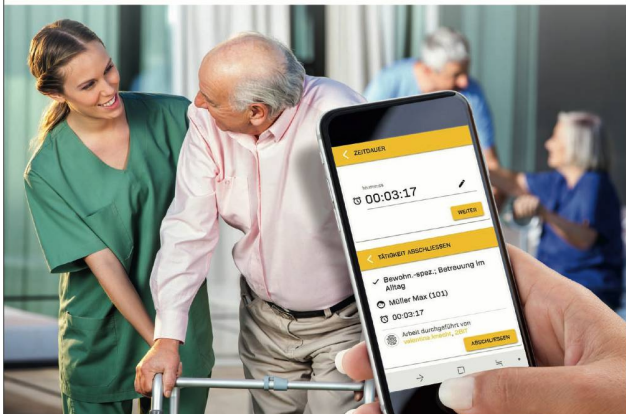 ZEITDAUER
00:03:17
WEITER
TÄTIGKEIT ABSCHLIESSEN
Bewohn.-spez.; Betreuung im
Alltag
Müller Max (101)
00:03:17
Arbeit durchgeführt von
ABSCHLIESSEN